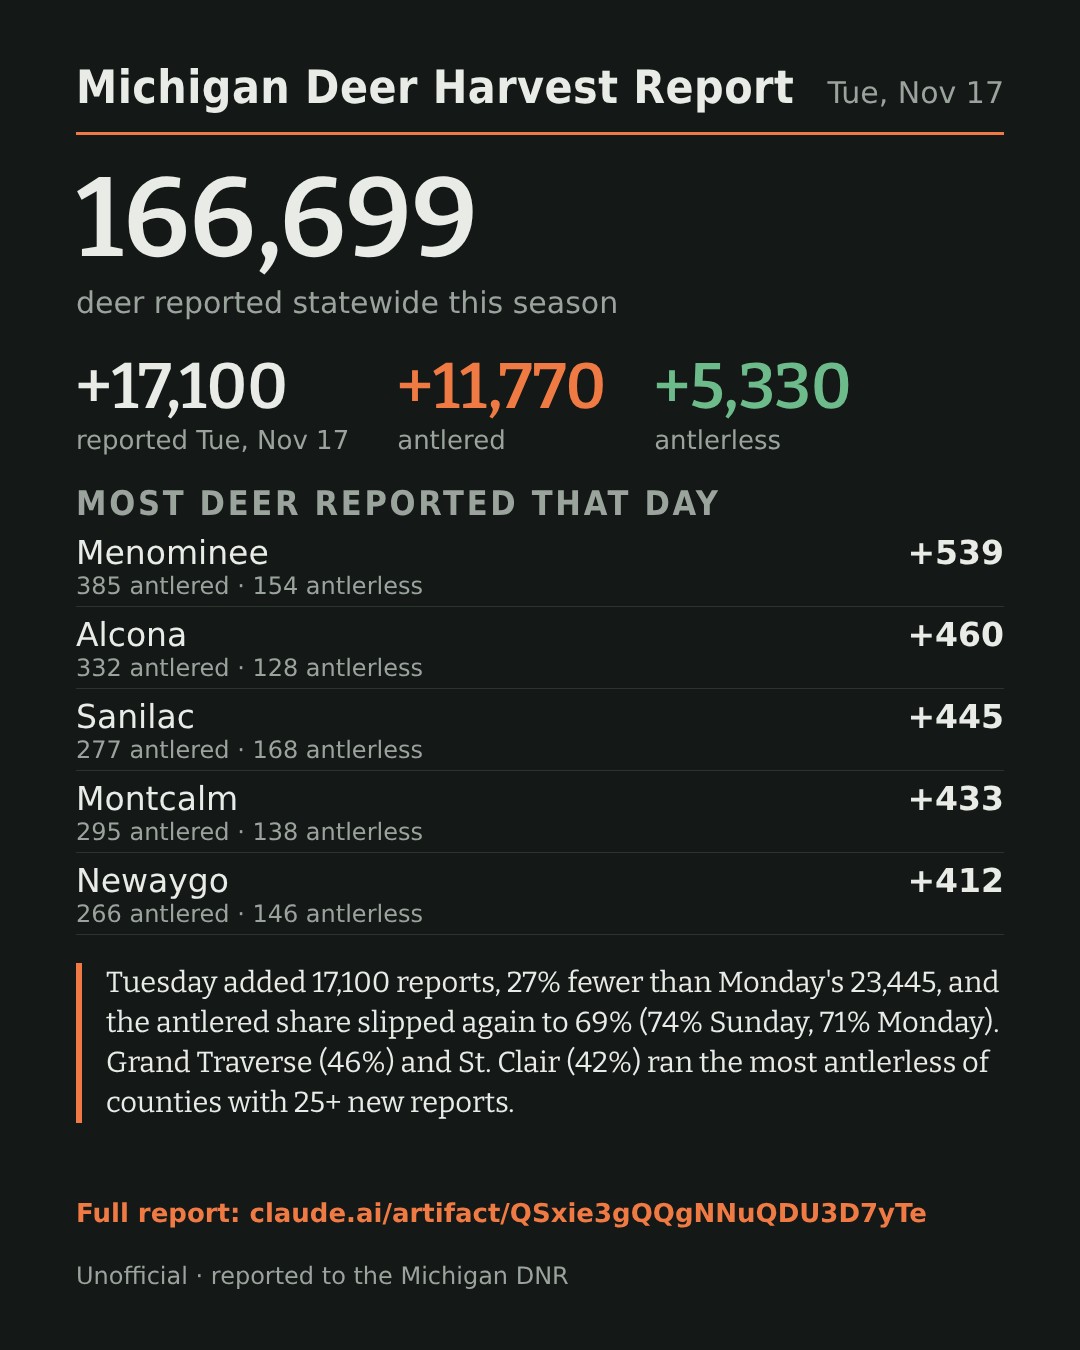 Michigan Deer Harvest Report Tue, Nov 17
166,699
deer reported statewide this season
+17,100 +11,770 +5,330
reported Tue, Nov 17 antlered antlerless
MOST DEER REPORTED THAT DAY
Menominee +539
385 antlered · 154 antlerless
Alcona +460
332 antlered · 128 antlerless
Sanilac +445
277 antlered · 168 antlerless
Montcalm +433
295 antlered · 138 antlerless
Newaygo +412
266 antlered · 146 antlerless
Tuesday added 17,100 reports, 27% fewer than Monday's 23,445, and
the antlered share slipped again to 69% (74% Sunday, 71% Monday).
Grand Traverse (46%) and St. Clair (42%) ran the most antlerless of
counties with 25+ new reports.
Full report: claude.ai/artifact/QSxie3gQQgNNuQDU3D7yTe
Unofficial · reported to the Michigan DNR